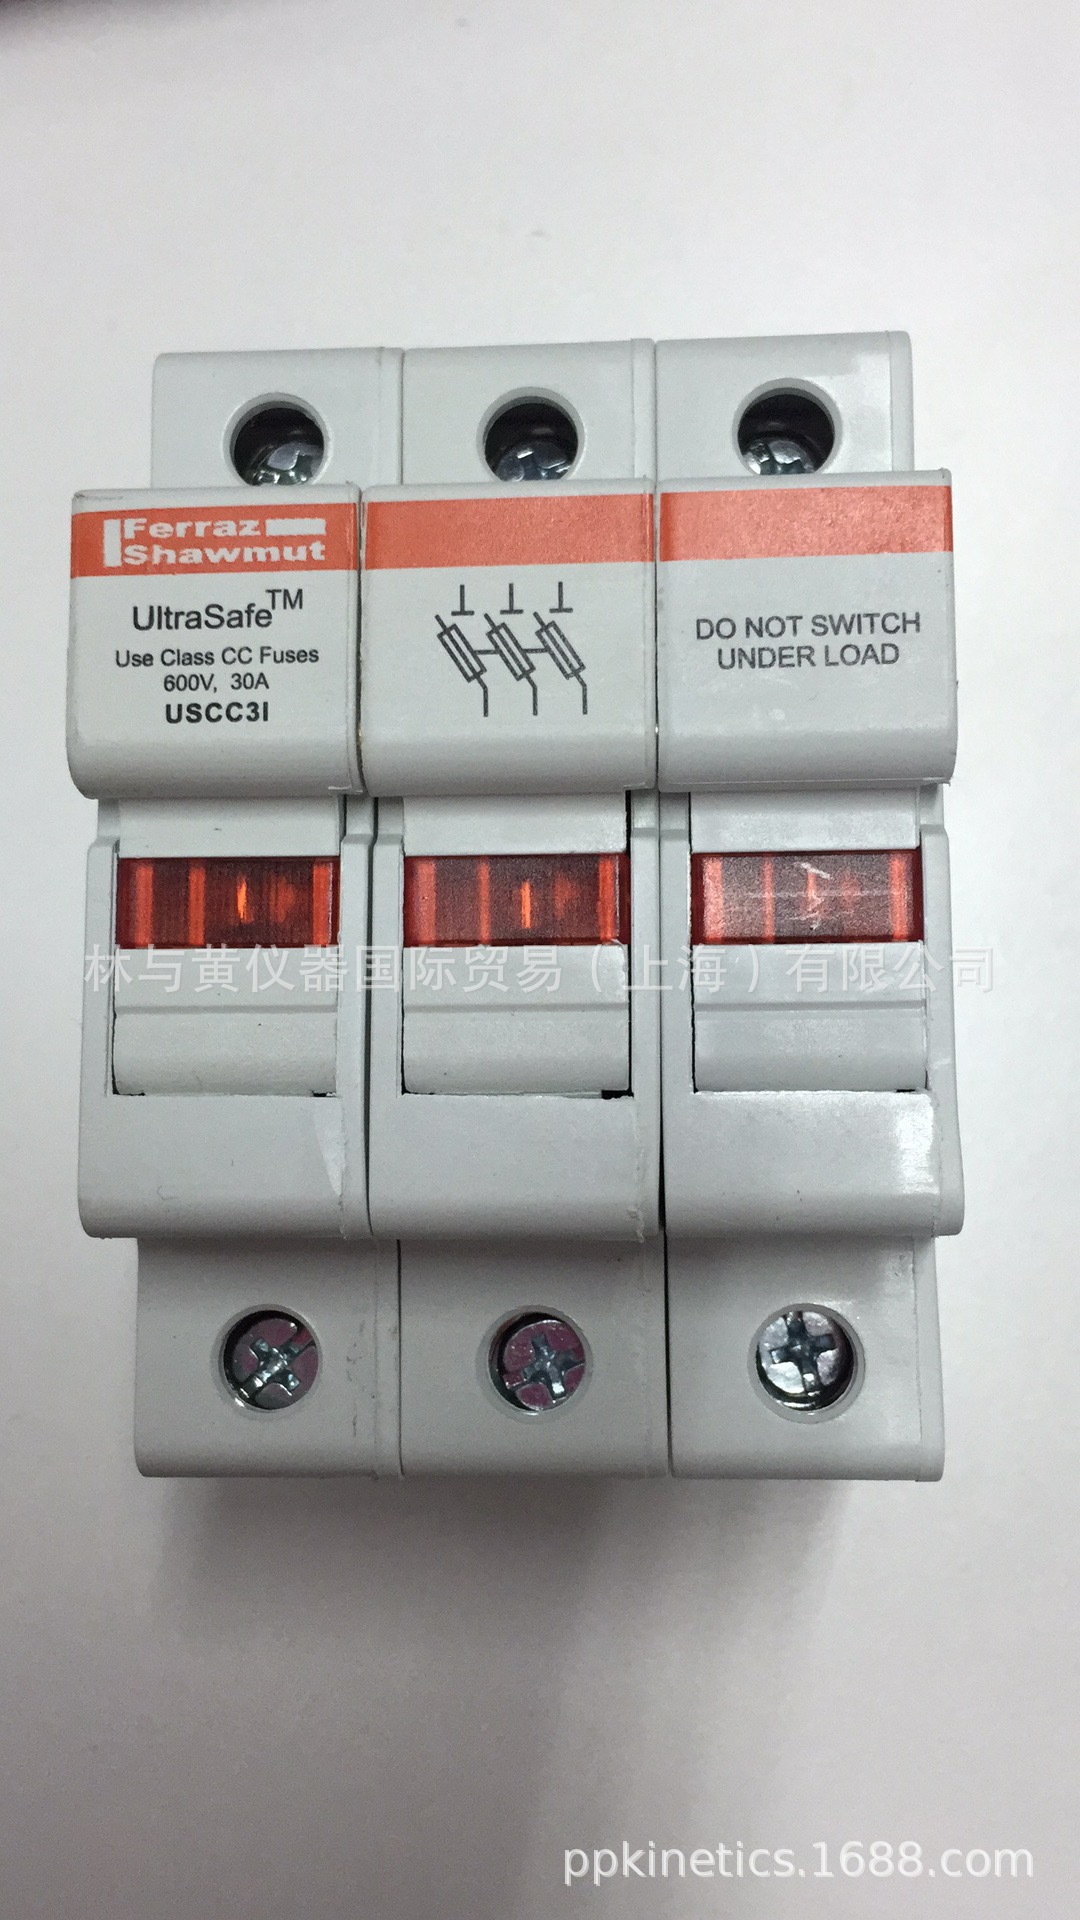 Ferraz
Shawmut
UltraSafe™
Use Class CC Fuses
600V, 30A
USCC3I
DO NOT SWITCH
UNDER LOAD
林与黄仪器国际贸易（上海）有限公司
ppkinetics.1688.com